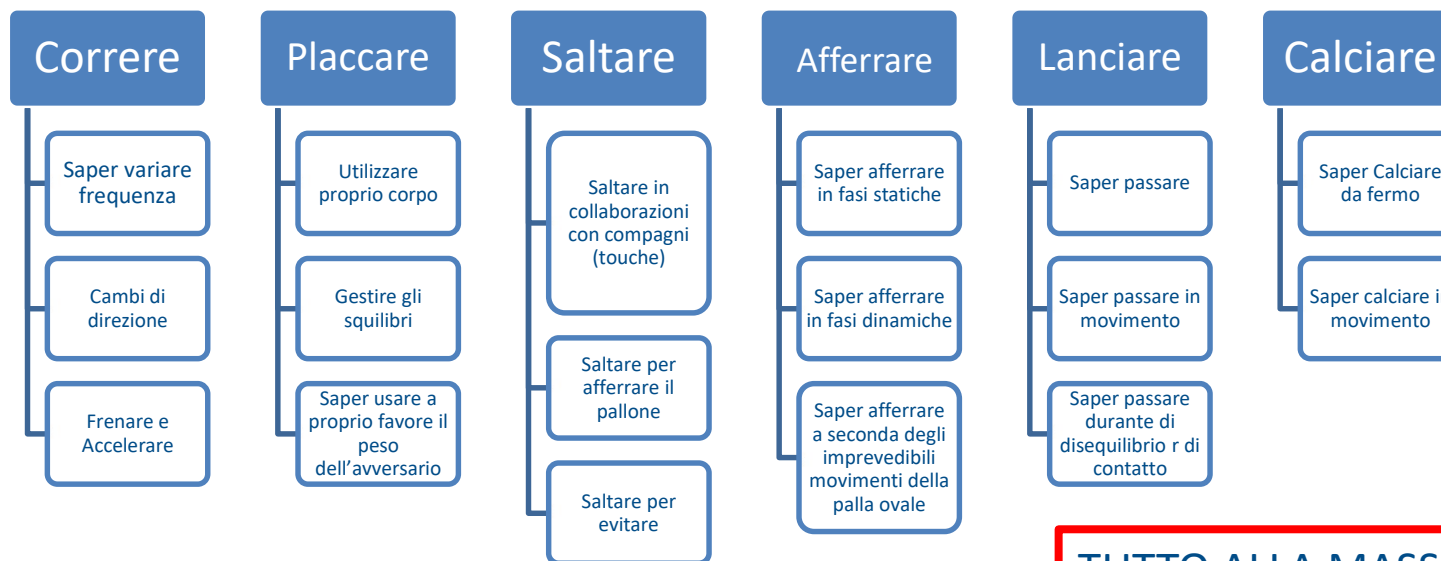 Correre
Saper variare
frequenza
Cambi di
direzione
Frenare e
Accelerare
Placcare
Utilizzare
proprio corpo
Gestire gli
squilibri
Saper usare a
proprio favore il
peso
dell'avversario
Saltare
Saltare in
collaborazioni
con compagni
(touche)
Saltare per
afferrare il
pallone
Saltare per
evitare
Afferrare
Saper afferrare
in fasi statiche
Saper afferrare
in fasi dinamiche
Saper afferrare
a seconda degli
imprevedibili
movimenti della
palla ovale
Lanciare
Saper passare
Saper passare in
movimento
Saper passare
durante di
disequilibrio r di
contatto
Calciare
Saper Calciare
da fermo
Saper calciare i
movimento